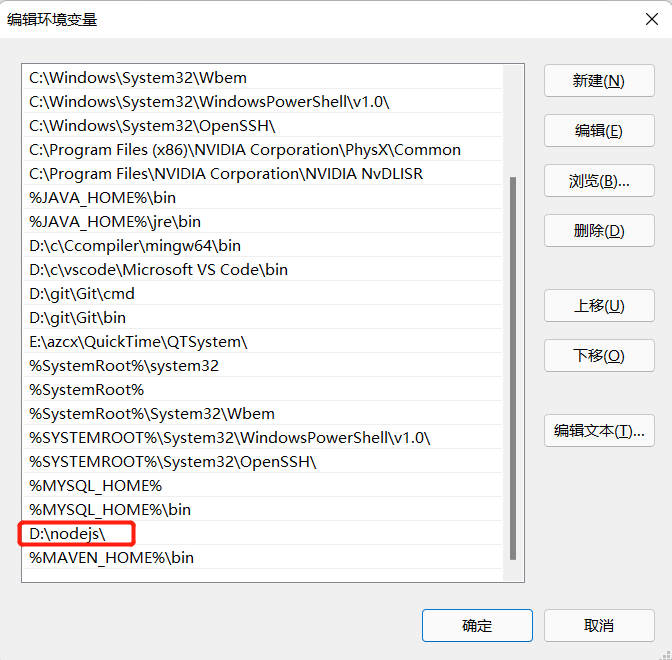 编辑环境变量
C:\Windows\System32\Wbem
C:\Windows\System32\WindowsPowerShell\v1.0\
C:\Windows\System32\OpenSSH\
C:\Program Files (x86)\NVIDIA Corporation\PhysX\Common
C:\Program Files\NVIDIA Corporation\NVIDIA NvDLISR
%JAVA_HOME%\bin
%JAVA_HOME%\jre\bin
D:\c\Ccompiler\mingw64\bin
D:\c\vscode\Microsoft VS Code\bin
D:\git\Git\cmd
D:\git\Git\bin
E:\azcx\QuickTime\QTSystem\
%SystemRoot%\system32
%SystemRoot%
%SystemRoot%\System32\Wbem
%SYSTEMROOT%\System32\WindowsPowerShell\v1.0\
%SYSTEMROOT%\System32\OpenSSH\
%MYSQL_HOME%
%MYSQL_HOME%\bin
D:\nodejs\
%MAVEN_HOME%\bin
新建(N)
编辑(E)
浏览(B)...
删除(D)
上移(U)
下移(O)
编辑文本(T)...
确定
取消